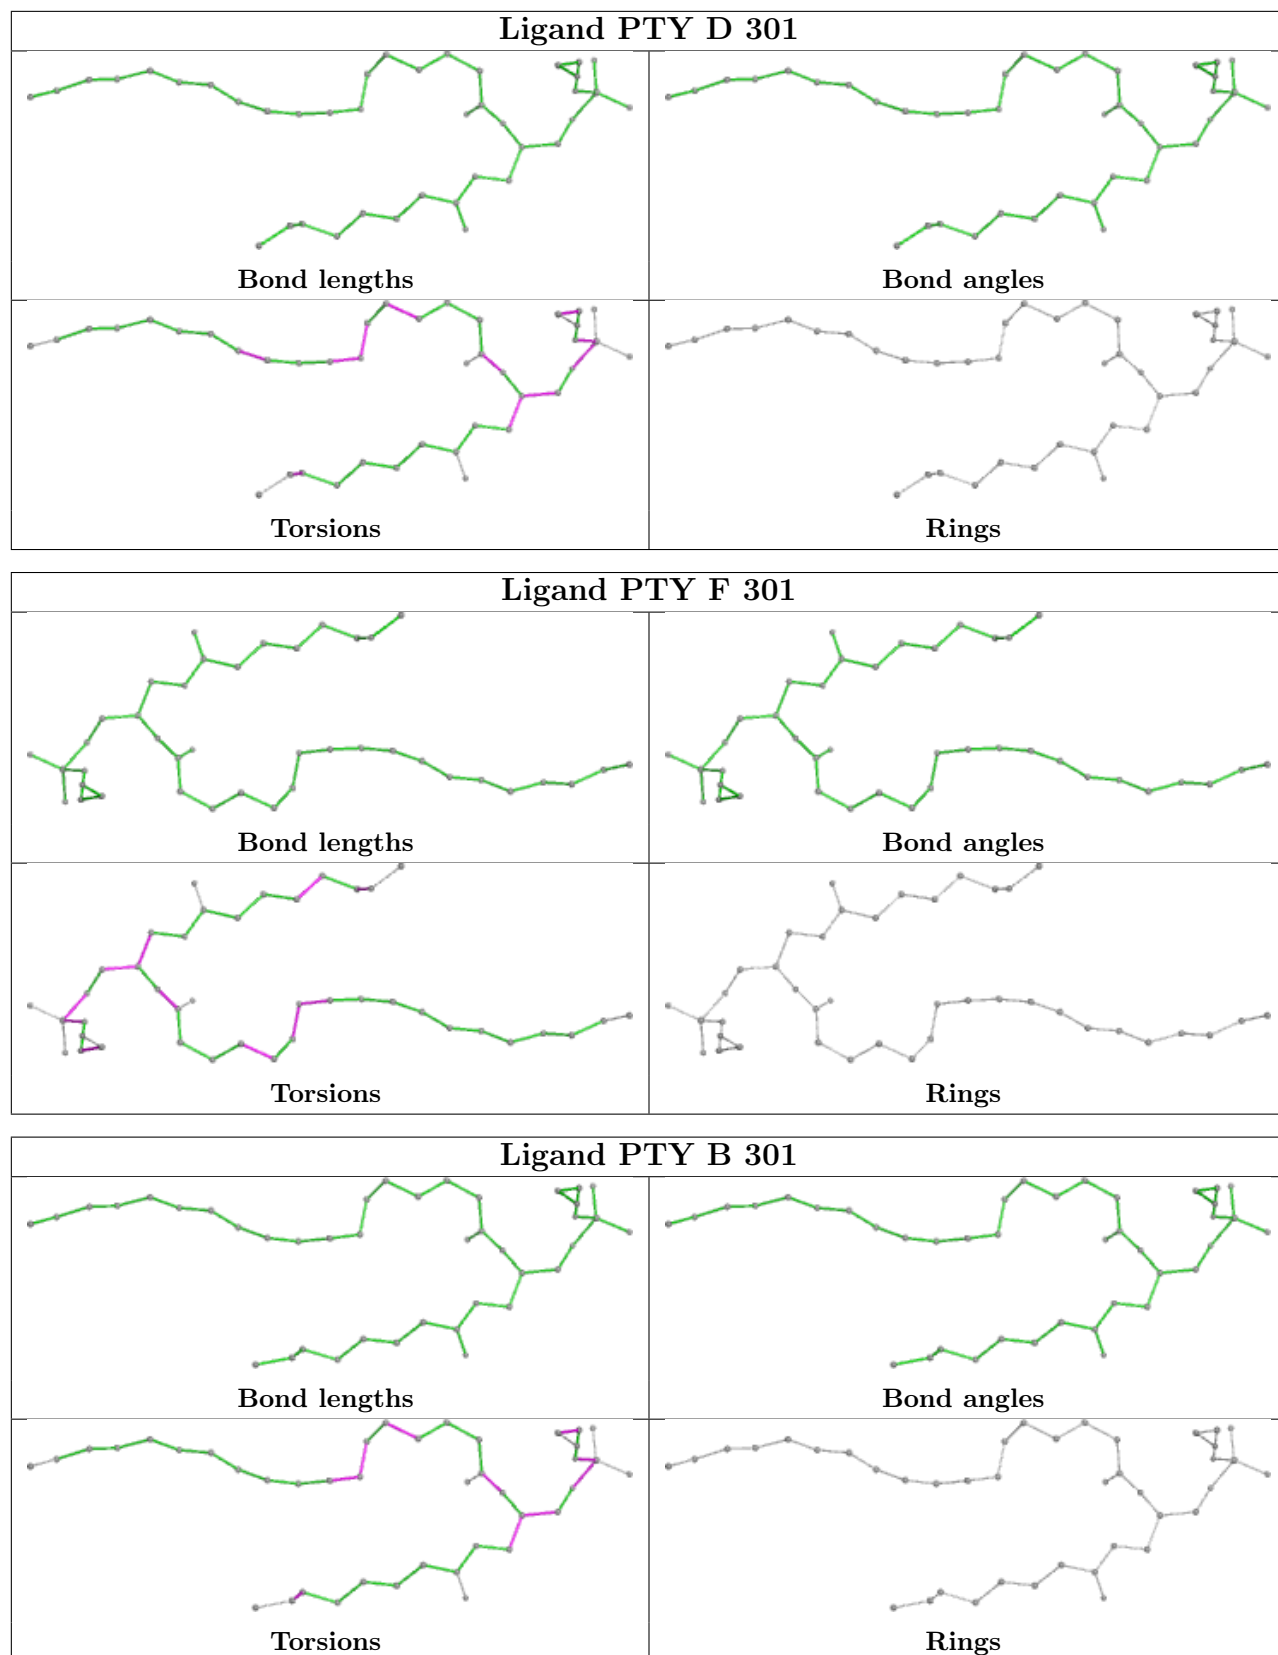 Ligand PTY D 301
Bond lengths
Bond angles
Torsions
Rings
Ligand PTY F 301
Bond lengths
Bond angles
Torsions
Rings
Ligand PTY B 301
Bond lengths
Bond angles
Torsions
Rings